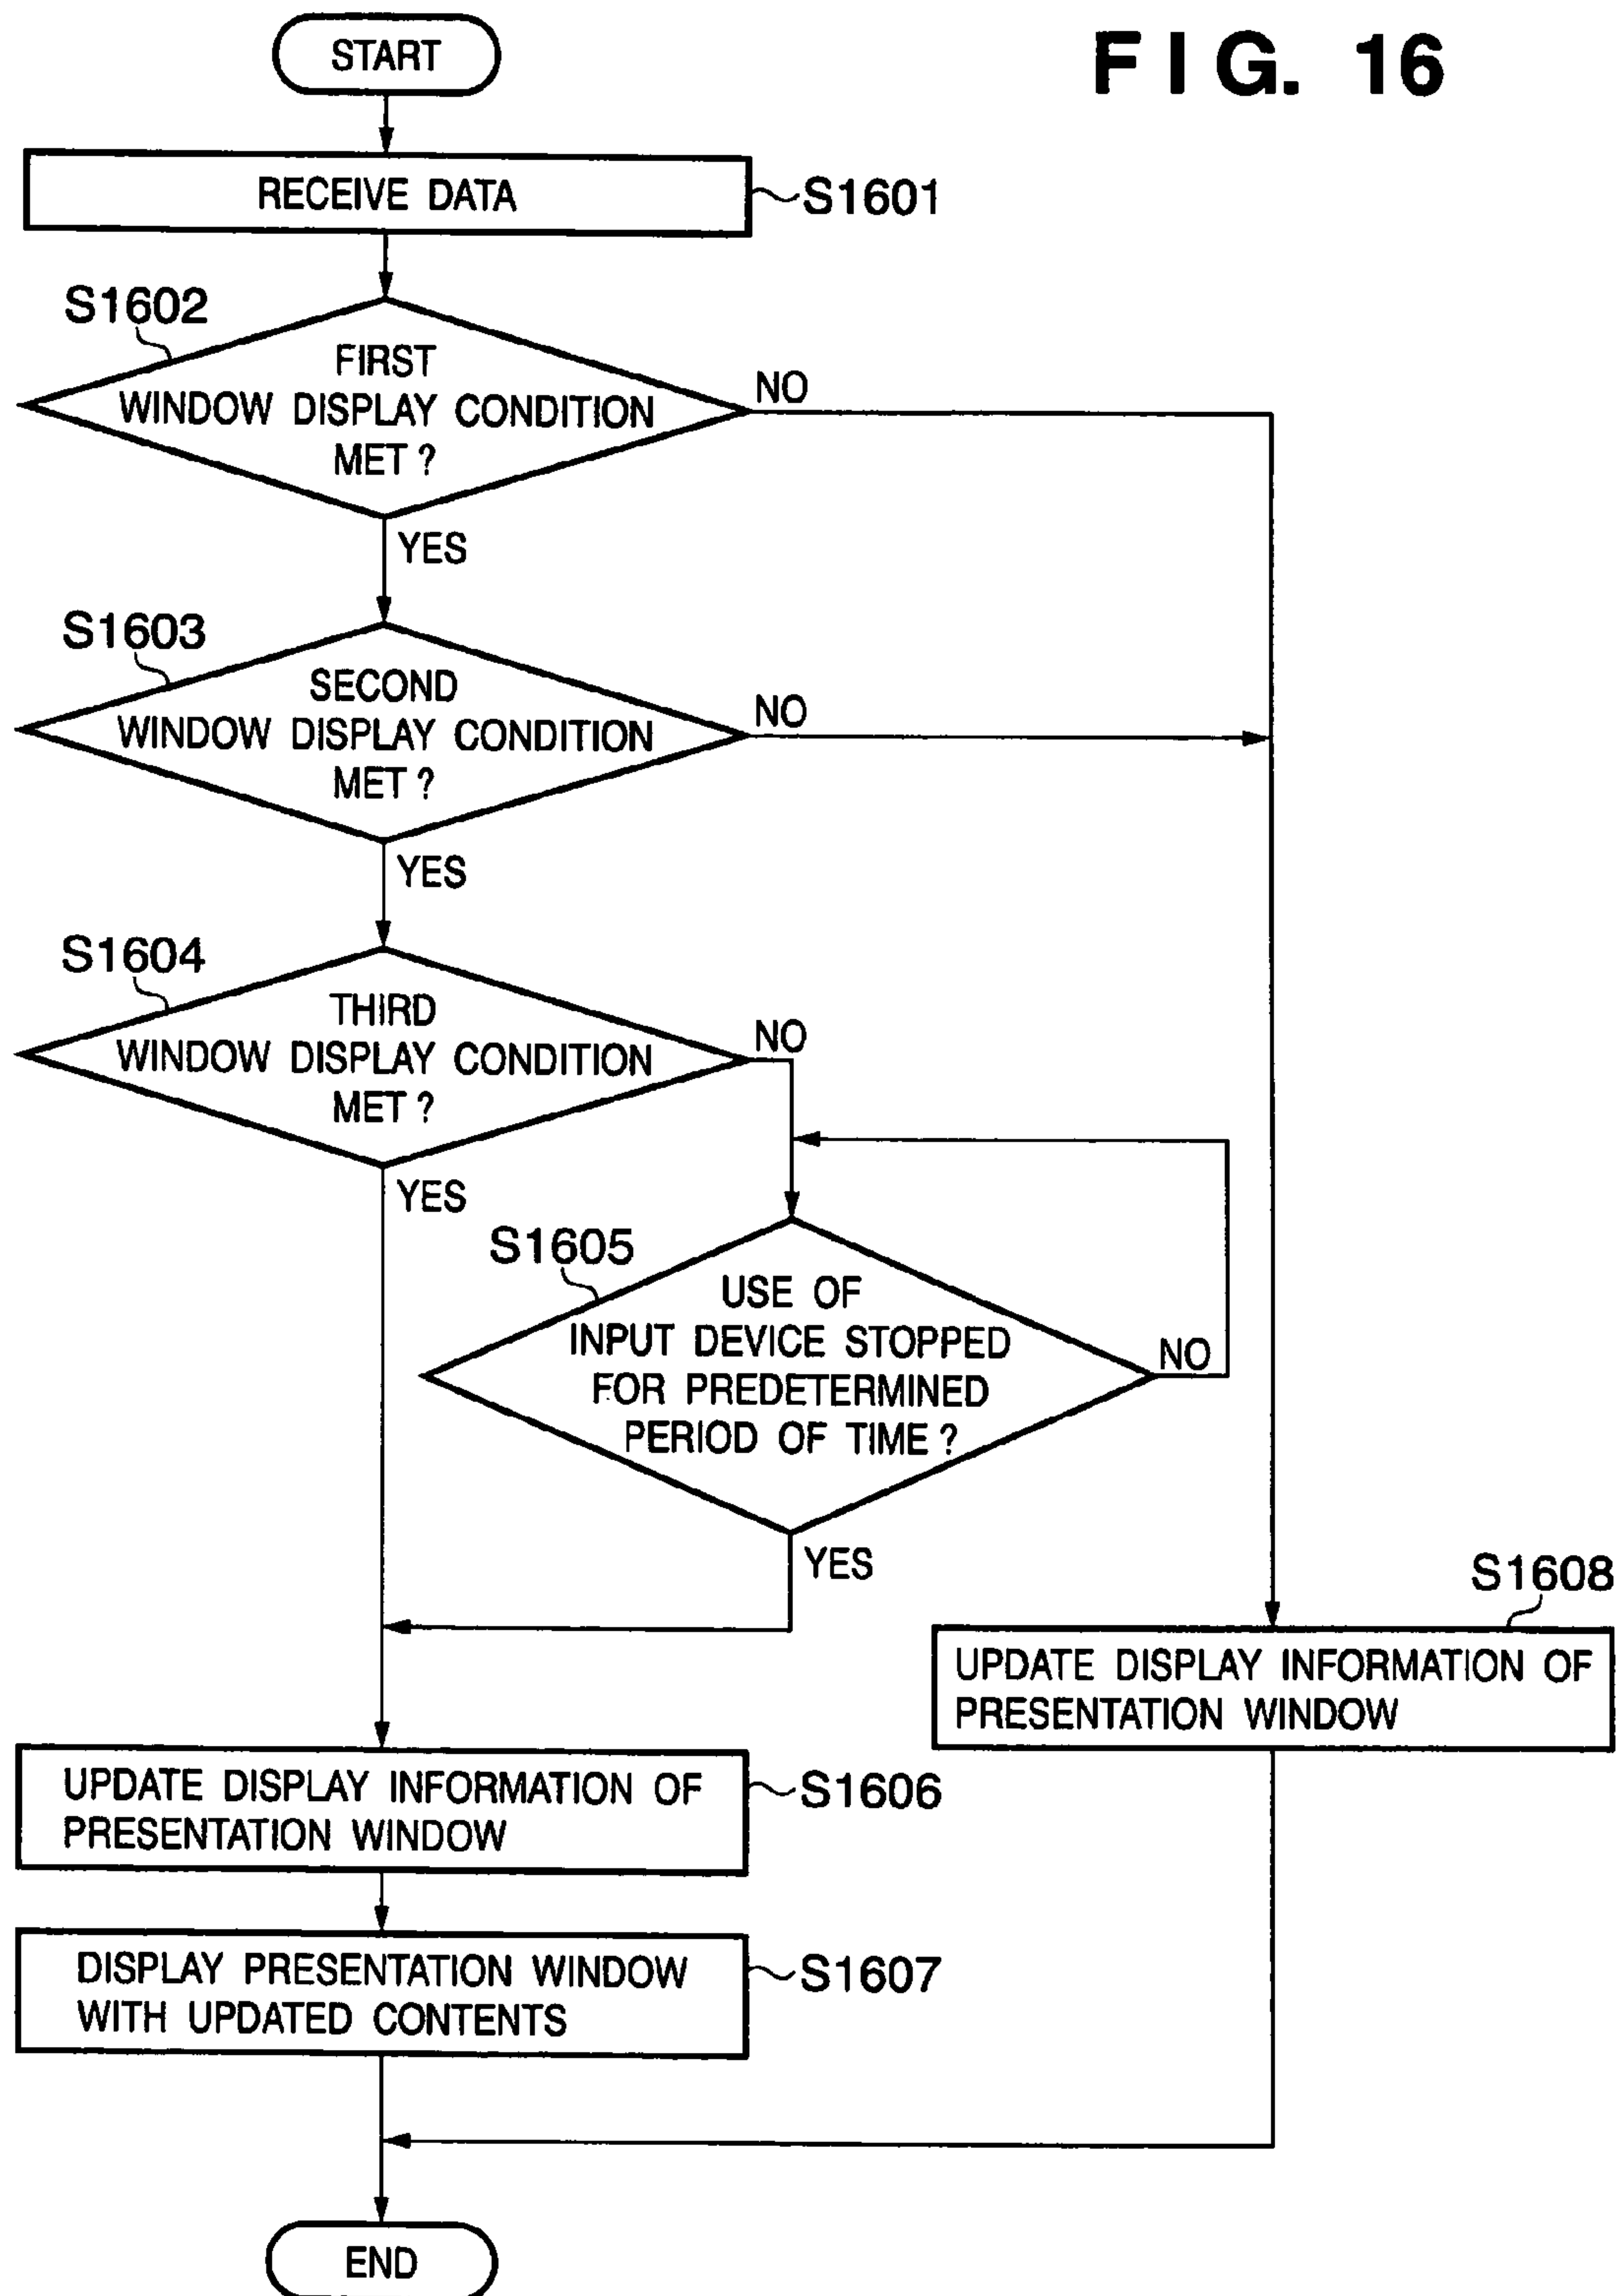 START
FIG. 16
RECEIVE DATA
S1601
S1602
FIRST
WINDOW DISPLAY CONDITION
MET ?
NO
YES
S1603
SECOND
WINDOW DISPLAY CONDITION
MET ?
NO
YES
S1604
THIRD
WINDOW DISPLAY CONDITION
MET ?
NO
YES
S1605
USE OF
INPUT DEVICE STOPPED
FOR PREDETERMINED
PERIOD OF TIME ?
NO
YES
S1608
UPDATE DISPLAY INFORMATION OF
PRESENTATION WINDOW
UPDATE DISPLAY INFORMATION OF
PRESENTATION WINDOW
S1606
DISPLAY PRESENTATION WINDOW
WITH UPDATED CONTENTS
S1607
END